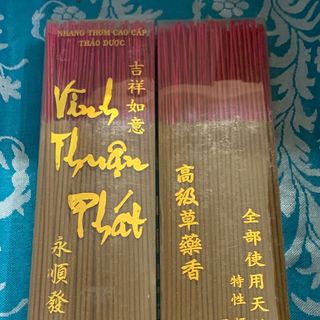 NHANG THƠM CAO CẤP
THẢO DƯỢC
吉祥如意
Vĩnh
Thuận
Phát
永順發
高级草藥香
全部使用天
特性